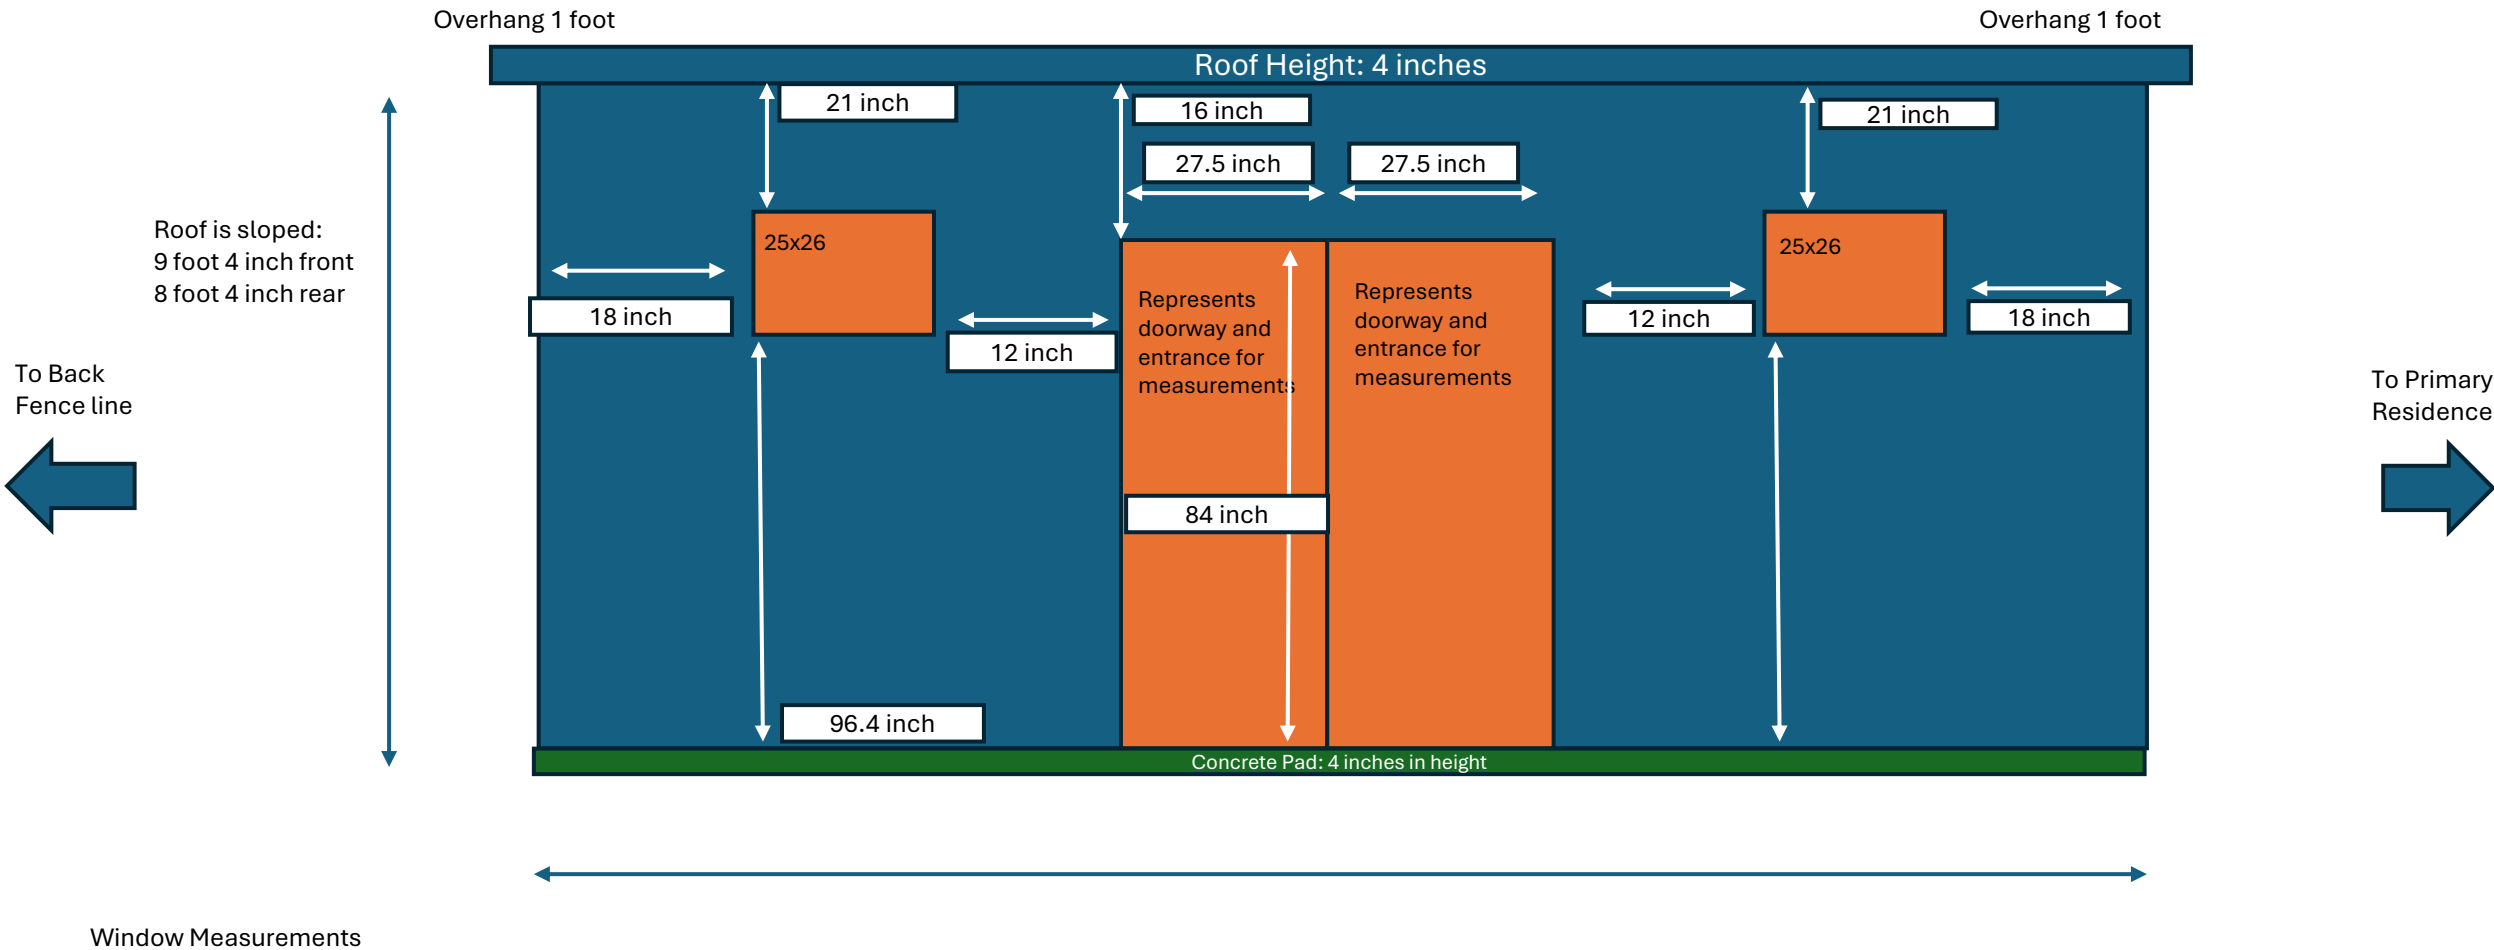 Overhang 1 foot
Overhang 1 foot
Roof Height: 4 inches
21 inch
16 inch
21 inch
27.5 inch
27.5 inch
Roof is sloped:
9 foot 4 inch front
8 foot 4 inch rear
25x26
25x26
18 inch
12 inch
Represents
doorway and
entrance for
measurements
Represents
doorway and
entrance for
measurements
12 inch
18 inch
To Back
Fence line
To Primary
Residence
84 inch
96.4 inch
Concrete Pad: 4 inches in height
Window Measurements